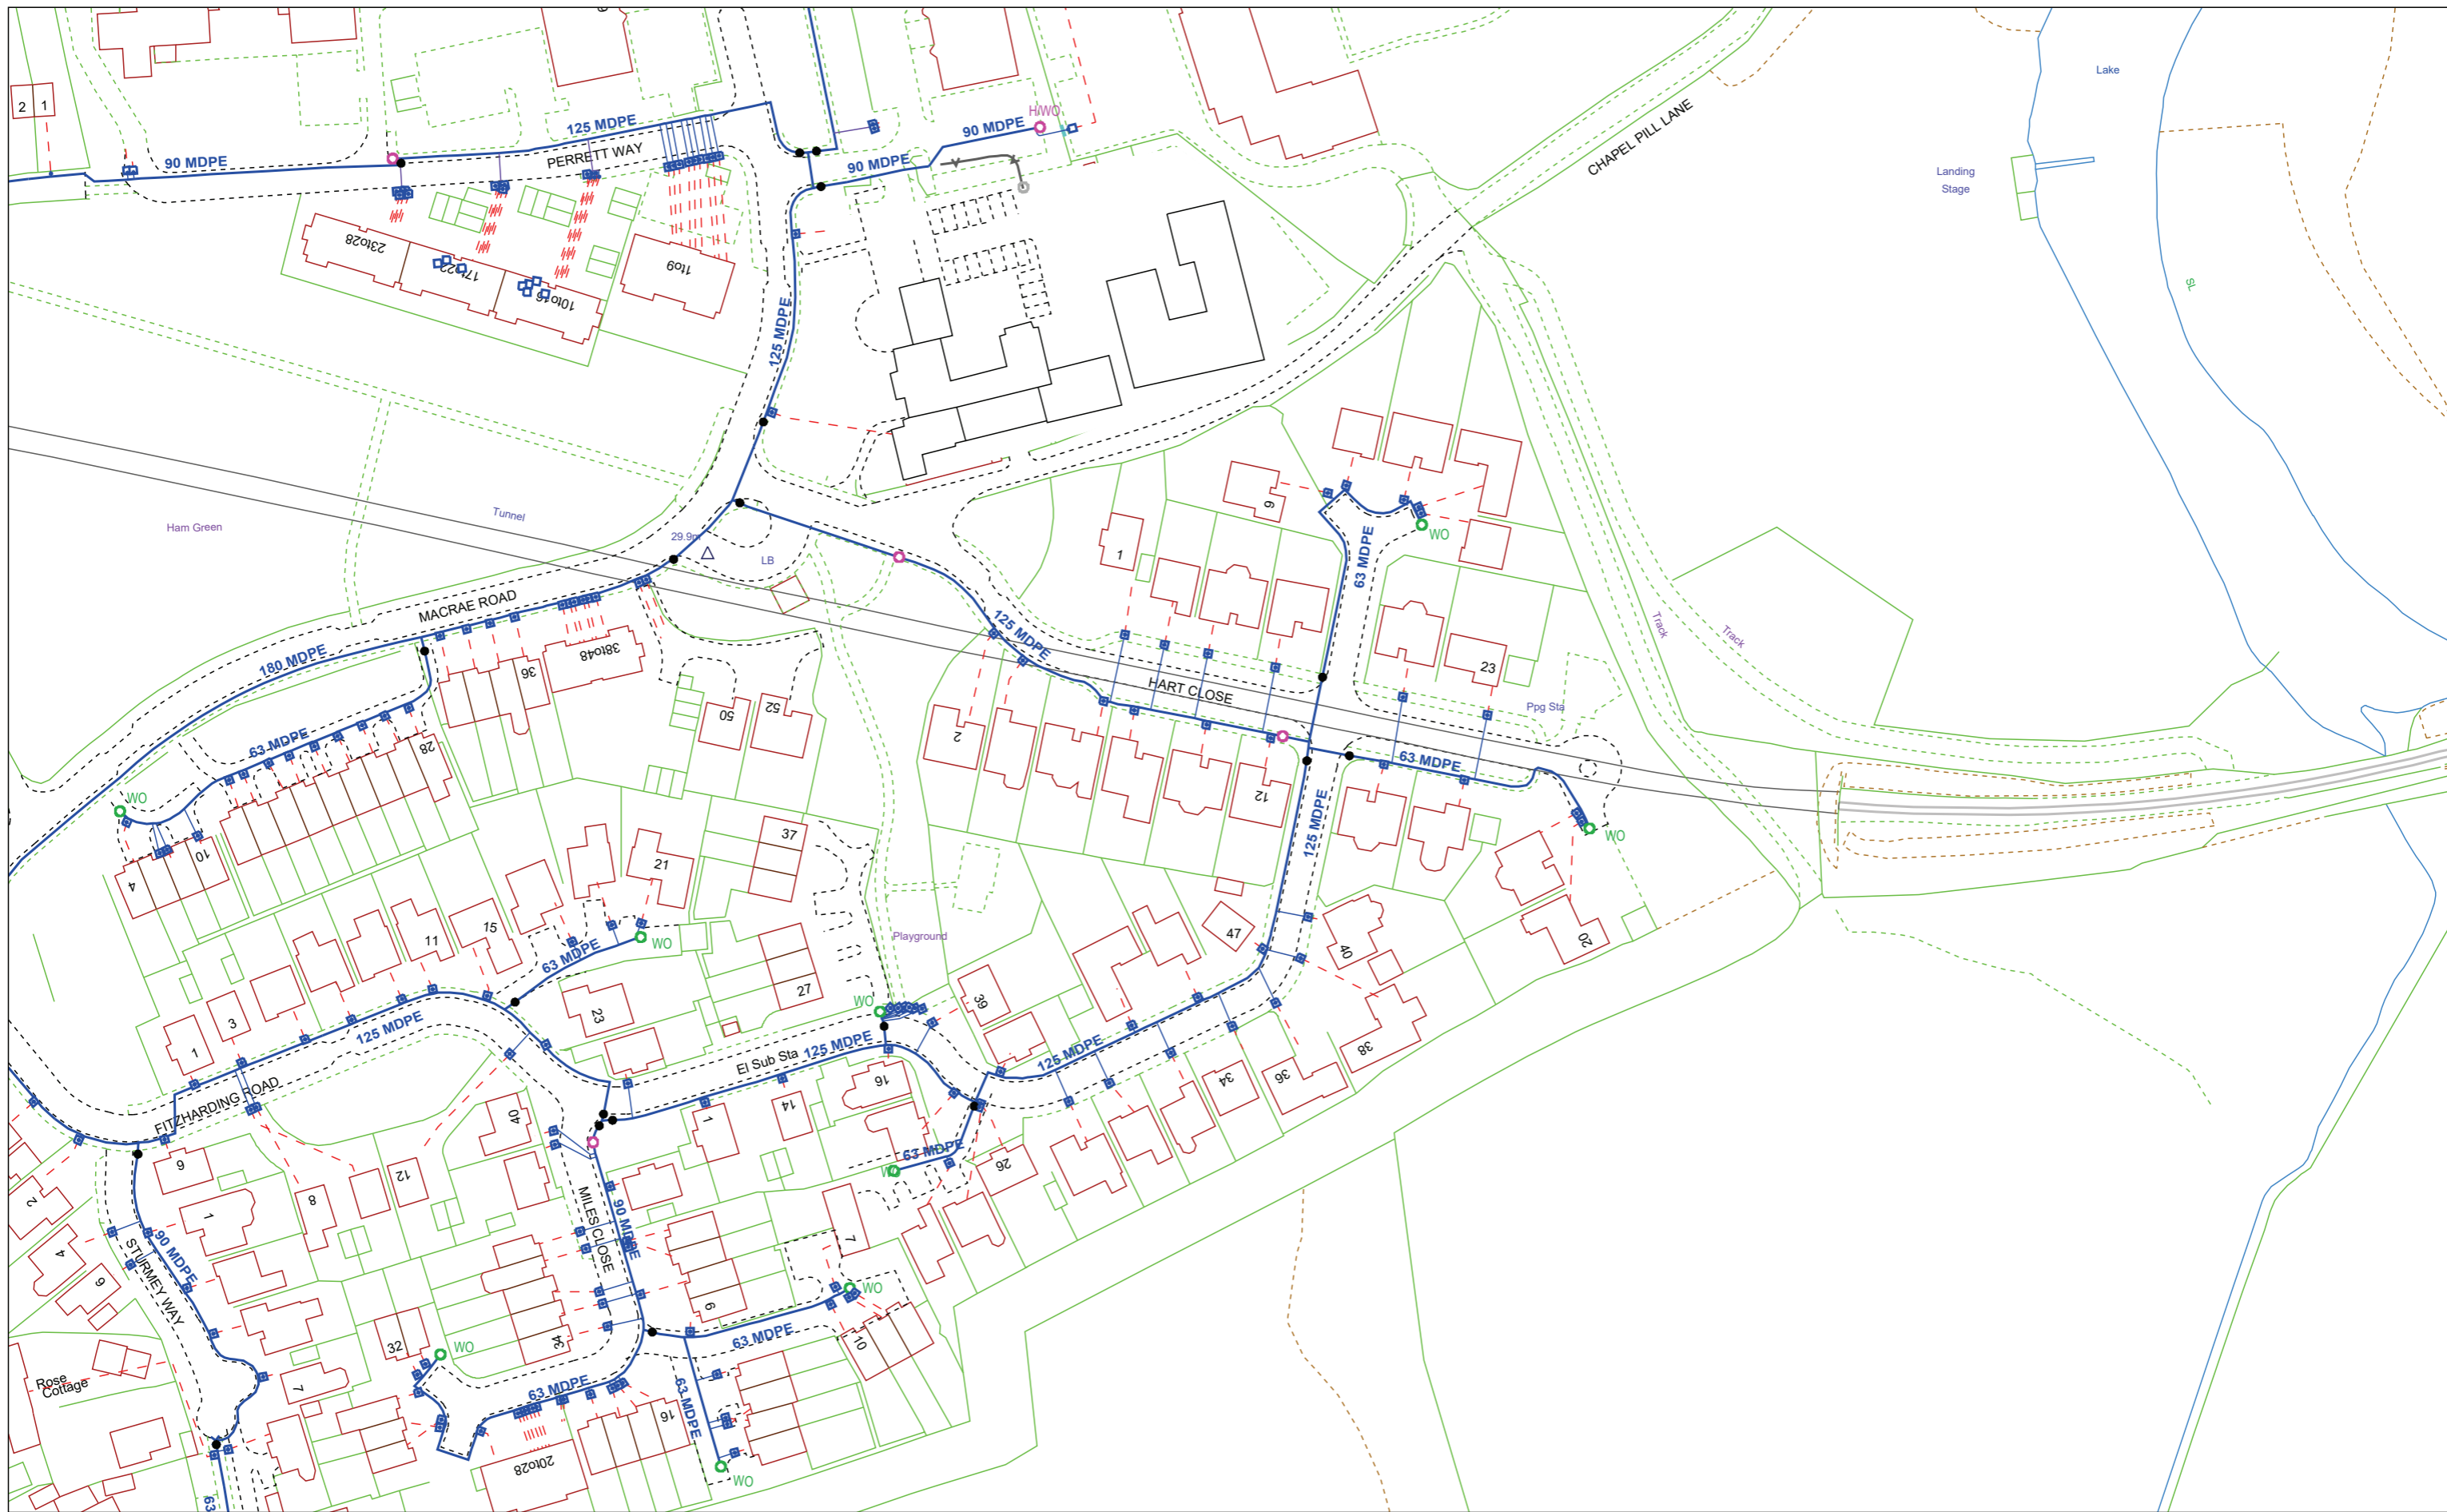 Lake
CHAPEL PILL LANE
H/WO
90 MDPE
125 MDPE
PERRETT WAY
90 MDPE
90 MDPE
2
1
Landing
Stage
23to28
17to22
10to16
1to9
SL
125 MDPE
Ham Green
Tunnel
29.9m
LB
9
1
WO
63 MDPE
MACRAE ROAD
180 MDPE
125 MDPE
HART CLOSE
38to48
36
50
52
2
23
Track
Track
Ppg Sta
63 MDPE
28
WO
63 MDPE
12
125 MDPE
WO
4
10
37
21
11
15
63 MDPE
WO
Playground
47
40
20
27
23
WO
39
3
1
125 MDPE
El Sub Sta
125 MDPE
125 MDPE
38
36
34
FITZHARDING ROAD
40
1
14
16
63 MDPE
WO
26
6
12
8
2
1
4
6
STURMEY WAY
90 MDPE
MILES CLOSE
90 MDPE
7
WO
9
63 MDPE
10
34
32
WO
7
Rose
Cottage
63 MDPE
63 MDPE
16
20to28
WO
63